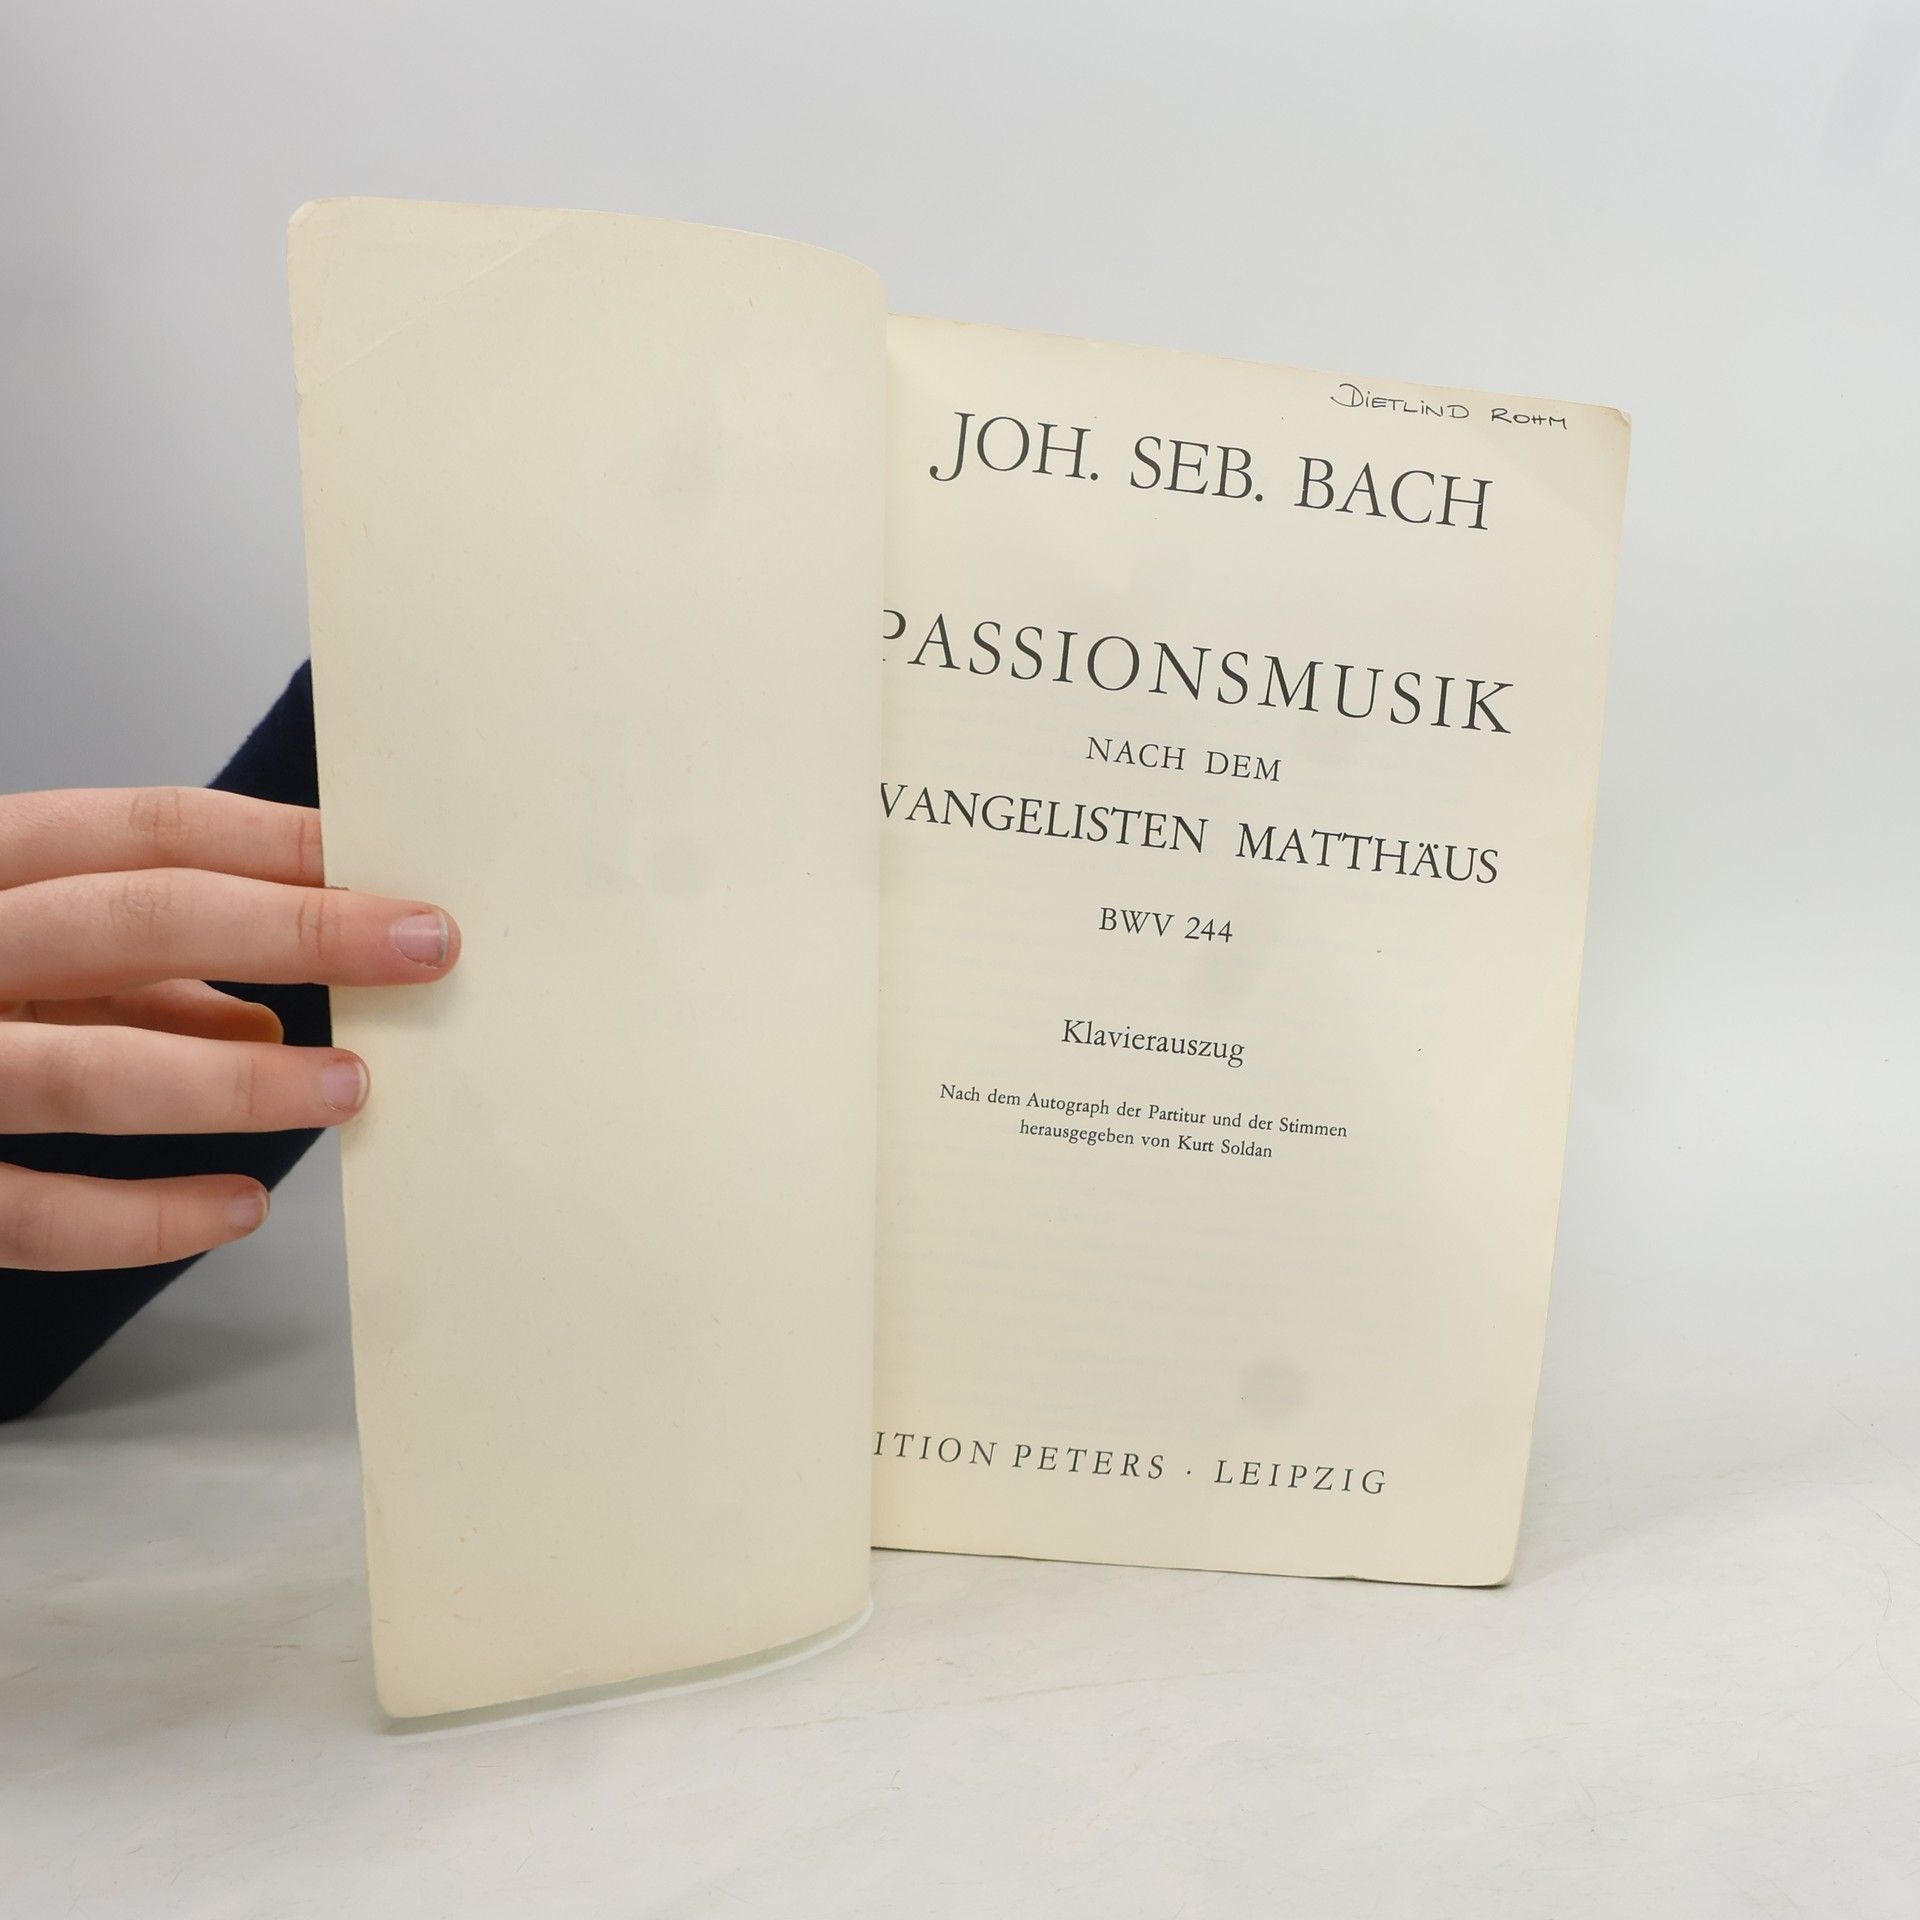 DIETLIND ROHM
JOH. SEB. BACH
PASSIONSMUSIK
NACH DEM
VANGELISTEN MATTHÄUS
BWV 244
Klavierauszug
Nach dem Autograph der Partitur und der Stimmen
herausgegeben von Kurt Soldan
ITION PETERS · LEIPZIG